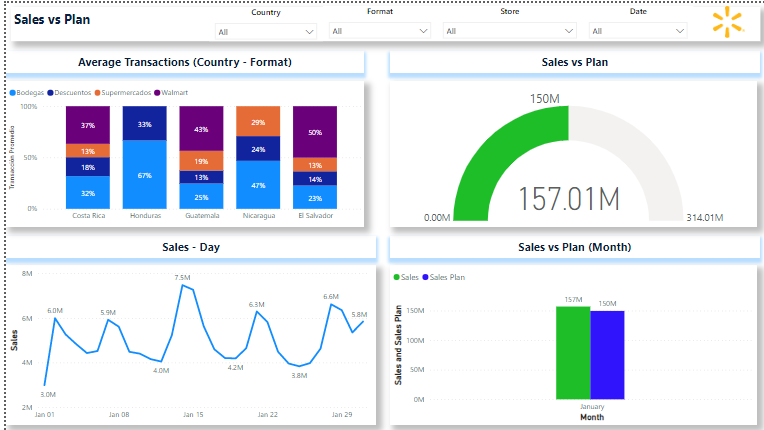 Sales vs Plan
Country
Format
Store
Date
All
All
All
All
Average Transactions (Country - Format)
Bodegas Descuentos Supermercados Walmart
Transacción Promedio
100%
50%
0%
37%
13%
18%
32%
33%
67%
43%
19%
13%
25%
29%
24%
47%
50%
13%
14%
23%
Costa Rica Honduras Guatemala Nicaragua El Salvador
Sales vs Plan
150M
157.01M
0.00M
314.01M
Sales - Day
Sales
8M
6M
4M
2M
3.0M
6.0M
5.9M
4.0M
7.5M
4.2M
6.3M
3.8M
6.6M
5.8M
Jan 01 Jan 08 Jan 15 Jan 22 Jan 29
Sales vs Plan (Month)
Sales Sales Plan
Sales and Sales Plan
150M
100M
50M
0M
157M
150M
January
Month